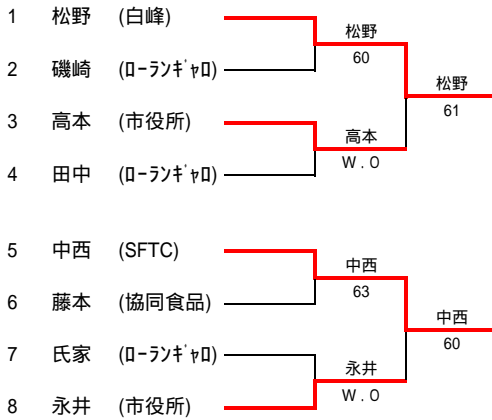 1 松野 (白峰)
松野
60
2 磯崎 (ﾛｰﾗﾝｷﾞｬﾛ)
松野
61
3 高本 (市役所)
高本
W．O
4 田中 (ﾛｰﾗﾝｷﾞｬﾛ)
5 中西 (SFTC)
中西
63
6 藤本 (協同食品)
中西
60
7 氏家 (ﾛｰﾗﾝｷﾞｬﾛ)
永井
W．O
8 永井 (市役所)